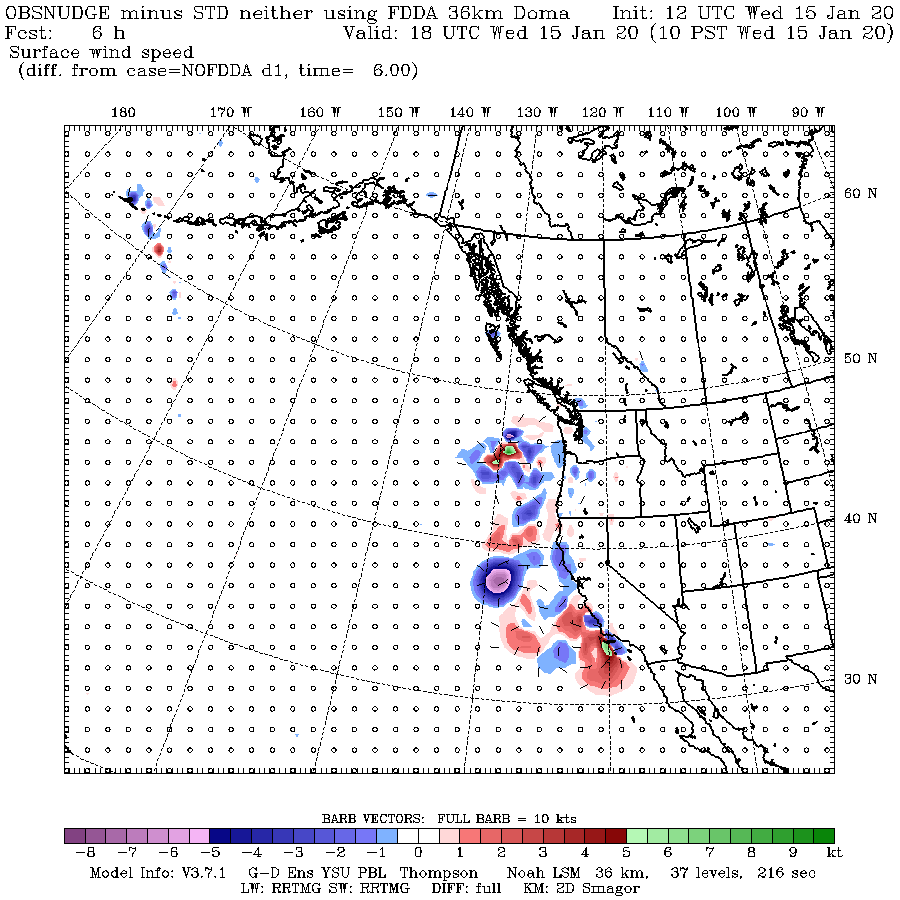 OBSNUDGE minus STD neither using FDDA 36km Doma Init: 12 UTC Wed 15 Jan 20
Fcst: 6 h Valid: 18 UTC Wed 15 Jan 20 (10 PST Wed 15 Jan 20)
Surface wind speed
(diff. from case=NOFDDA d1, time= 6.00)
180 170 W 160 W 150 W 140 W 130 W 120 W 110 W 100 W 90 W
60 N
50 N
40 N
30 N
BARB VECTORS: FULL BARB = 10 kts
-8 -7 -6 -5 -4 -3 -2 -1 0 1 2 3 4 5 6 7 8 9 kt
Model Info: V3.7.1 G-D Ens YSU PBL Thompson Noah LSM 36 km, 37 levels, 216 sec
LW: RRTMG SW: RRTMG DIFF: full KM: 2D Smagor